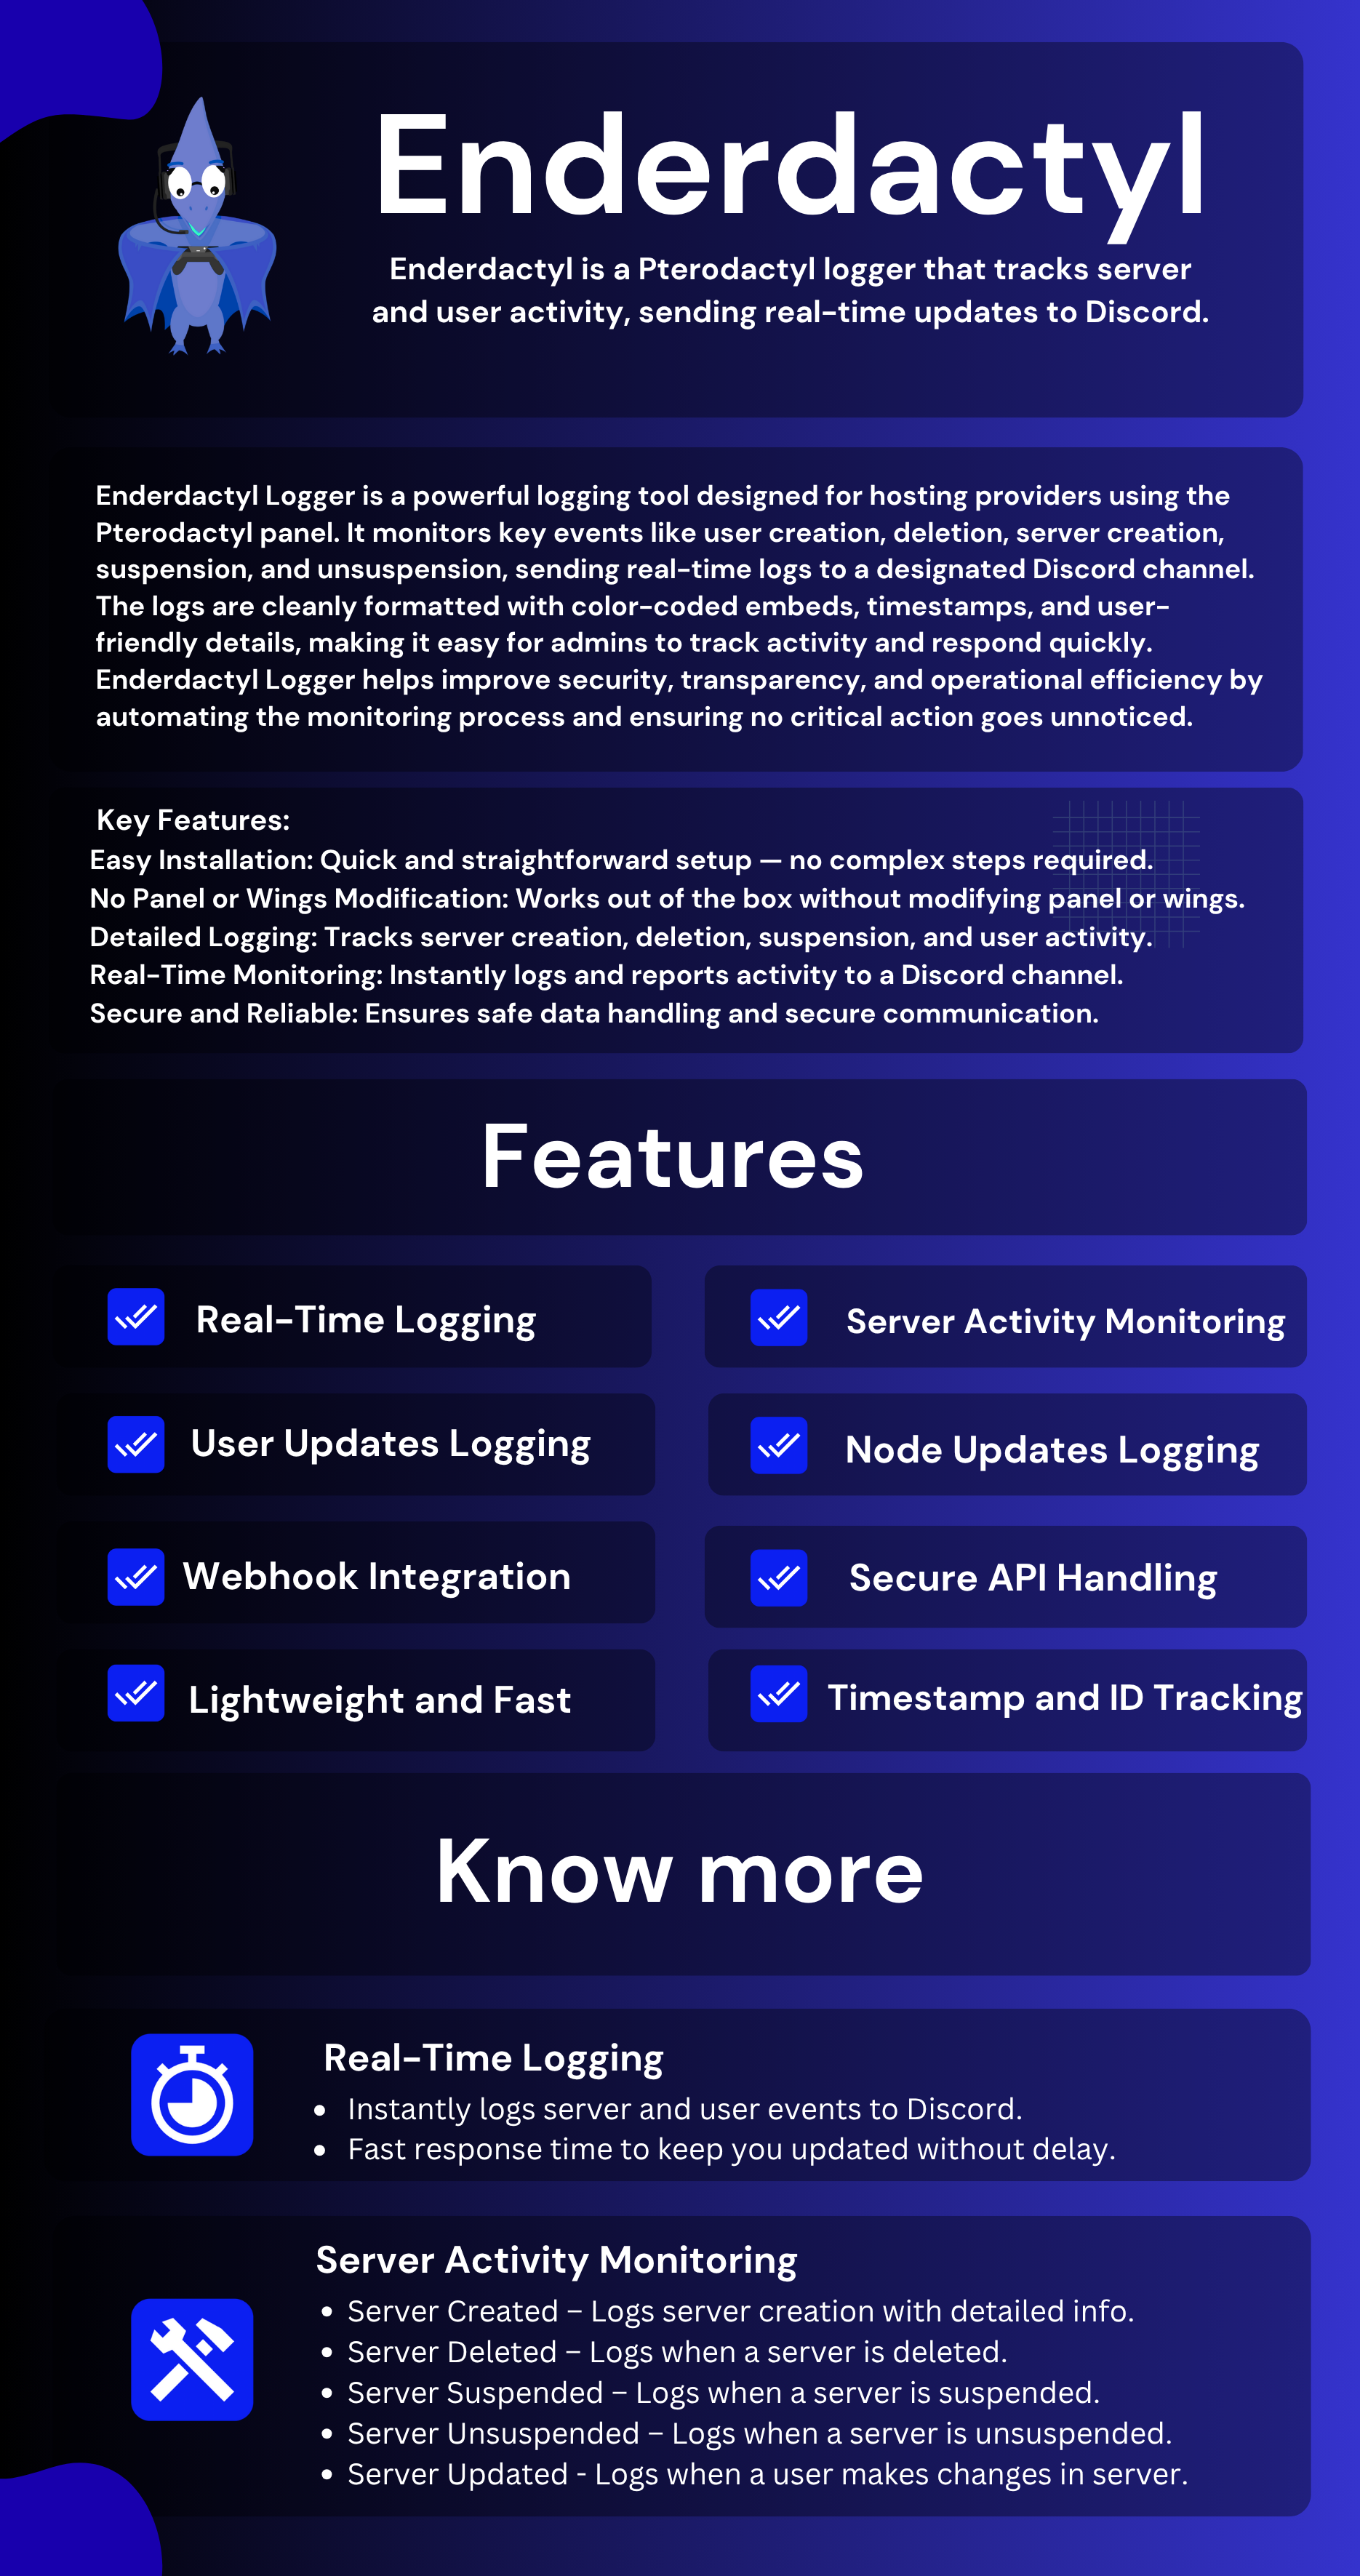 Enderdactyl
Enderdactyl is a Pterodactyl logger that tracks server
and user activity, sending real-time updates to Discord.
Enderdactyl Logger is a powerful logging tool designed for hosting providers using the
Pterodactyl panel. It monitors key events like user creation, deletion, server creation,
suspension, and unsuspension, sending real-time logs to a designated Discord channel.
The logs are cleanly formatted with color-coded embeds, timestamps, and user-
friendly details, making it easy for admins to track activity and respond quickly.
Enderdactyl Logger helps improve security, transparency, and operational efficiency by
automating the monitoring process and ensuring no critical action goes unnoticed.
Key Features:
Easy Installation: Quick and straightforward setup — no complex steps required.
No Panel or Wings Modification: Works out of the box without modifying panel or wings.
Detailed Logging: Tracks server creation, deletion, suspension, and user activity.
Real-Time Monitoring: Instantly logs and reports activity to a Discord channel.
Secure and Reliable: Ensures safe data handling and secure communication.
Features
Real-Time Logging
Server Activity Monitoring
User Updates Logging
Node Updates Logging
Webhook Integration
Secure API Handling
Lightweight and Fast
Timestamp and ID Tracking
Know more
Real-Time Logging
• Instantly logs server and user events to Discord.
• Fast response time to keep you updated without delay.
Server Activity Monitoring
• Server Created – Logs server creation with detailed info.
• Server Deleted – Logs when a server is deleted.
• Server Suspended – Logs when a server is suspended.
• Server Unsuspended – Logs when a server is unsuspended.
• Server Updated - Logs when a user makes changes in server.